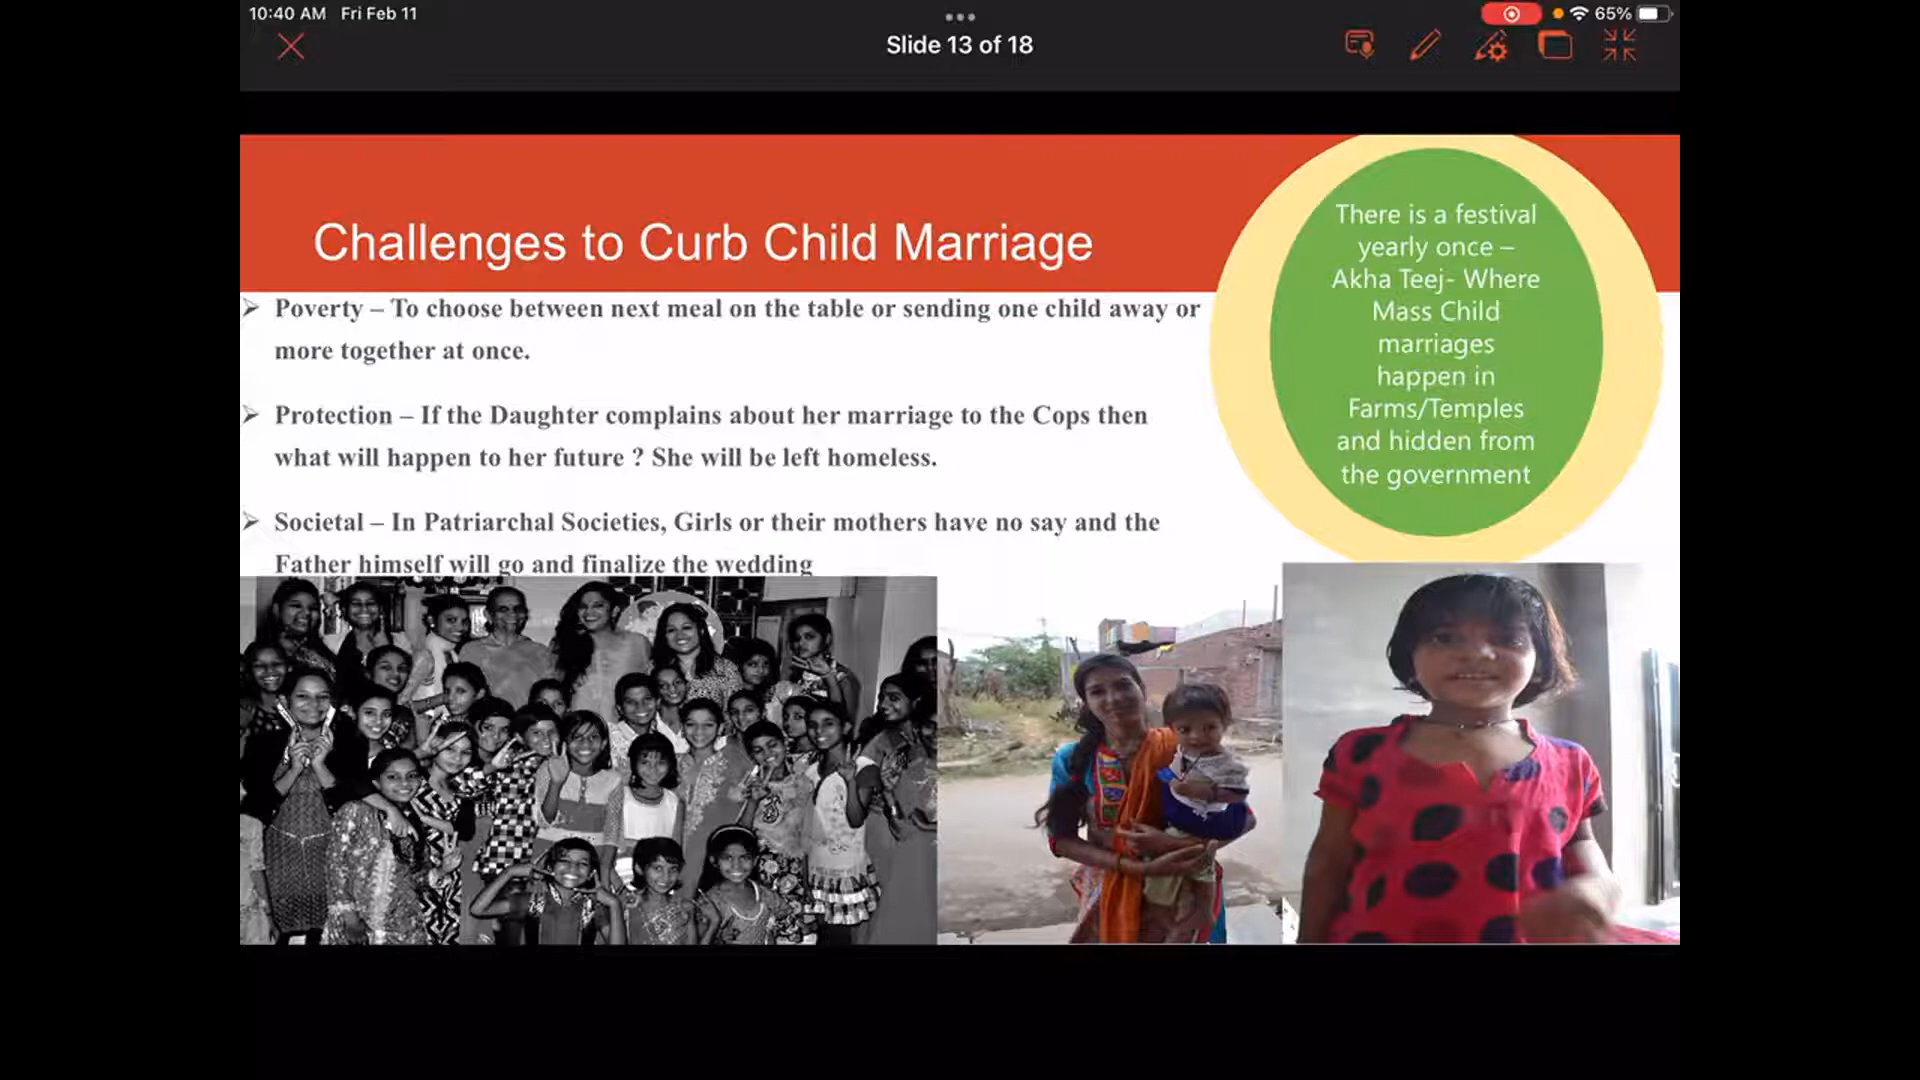 10:40 AM Fri Feb 11
65%
Slide 13 of 18
Challenges to Curb Child Marriage
➢ Poverty – To choose between next meal on the table or sending one child away or
more together at once.
➢ Protection – If the Daughter complains about her marriage to the Cops then
what will happen to her future ? She will be left homeless.
➢ Societal – In Patriarchal Societies, Girls or their mothers have no say and the
Father himself will go and finalize the wedding
There is a festival
yearly once –
Akha Teej- Where
Mass Child
marriages
happen in
Farms/Temples
and hidden from
the government